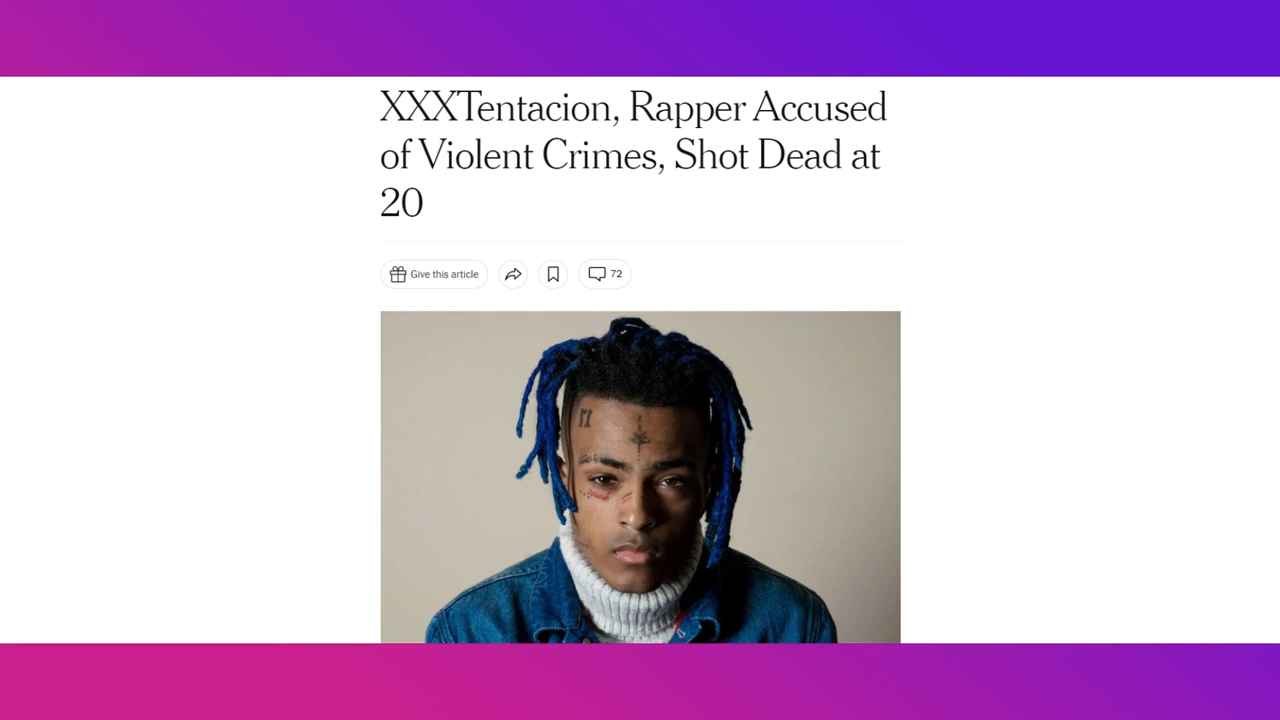 XXXTentacion, Rapper Accused
of Violent Crimes, Shot Dead at
20
Give this article
72